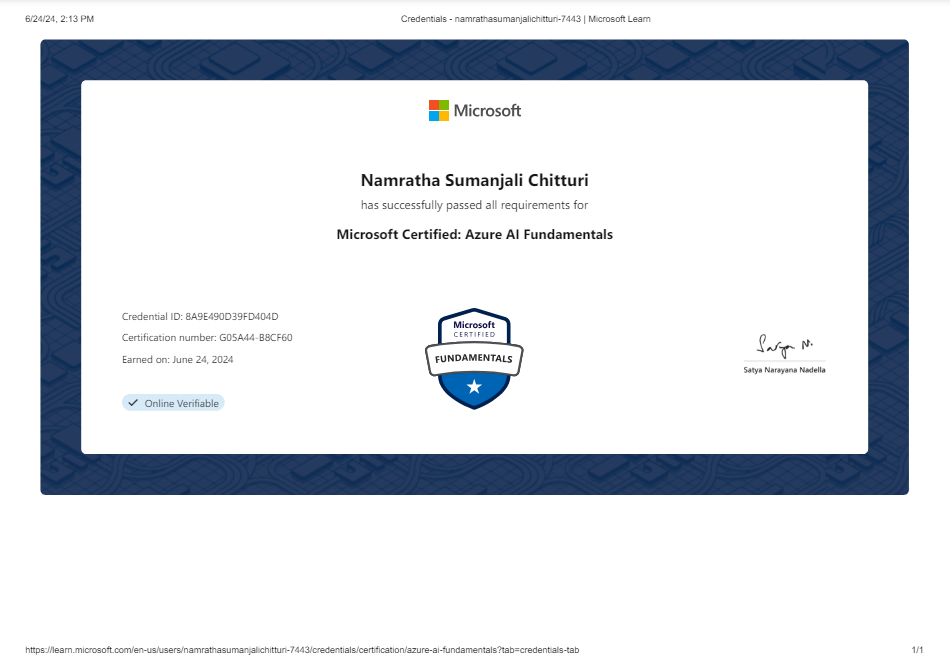 6/24/24, 2:13 PM Credentials - namrathasumanjalichitturi-7443 | Microsoft Learn
Microsoft
Namratha Sumanjali Chitturi
has successfully passed all requirements for
Microsoft Certified: Azure AI Fundamentals
Credential ID: 8A9E490D39FD404D
Certification number: G05A44-B8CF60
Earned on: June 24, 2024
Online Verifiable
Microsoft
CERTIFIED
FUNDAMENTALS
Satya N.
Satya Narayana Nadella
https://learn.microsoft.com/en-us/users/namrathasumanjalichitturi-7443/credentials/certification/azure-ai-fundamentals?tab=credentials-tab 1/1